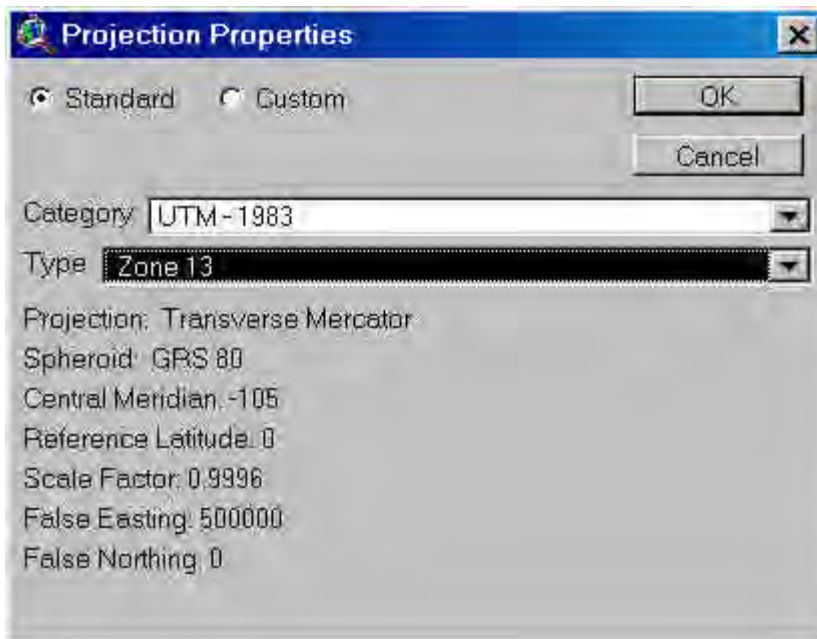 Projection Properties
Standard Custom OK
Cancel
Category: UTM - 1983
Type Zone 13
Projection: Transverse Mercator
Spheroid: GRS 80
Central Meridian: -105
Reference Latitude: 0
Scale Factor: 0.9996
False Easting: 500000
False Northing: 0